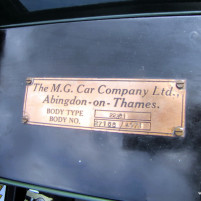 The M.G. Car Company Ltd.,
Abingdon-on-Thames.
BODY TYPE
BODY NO.